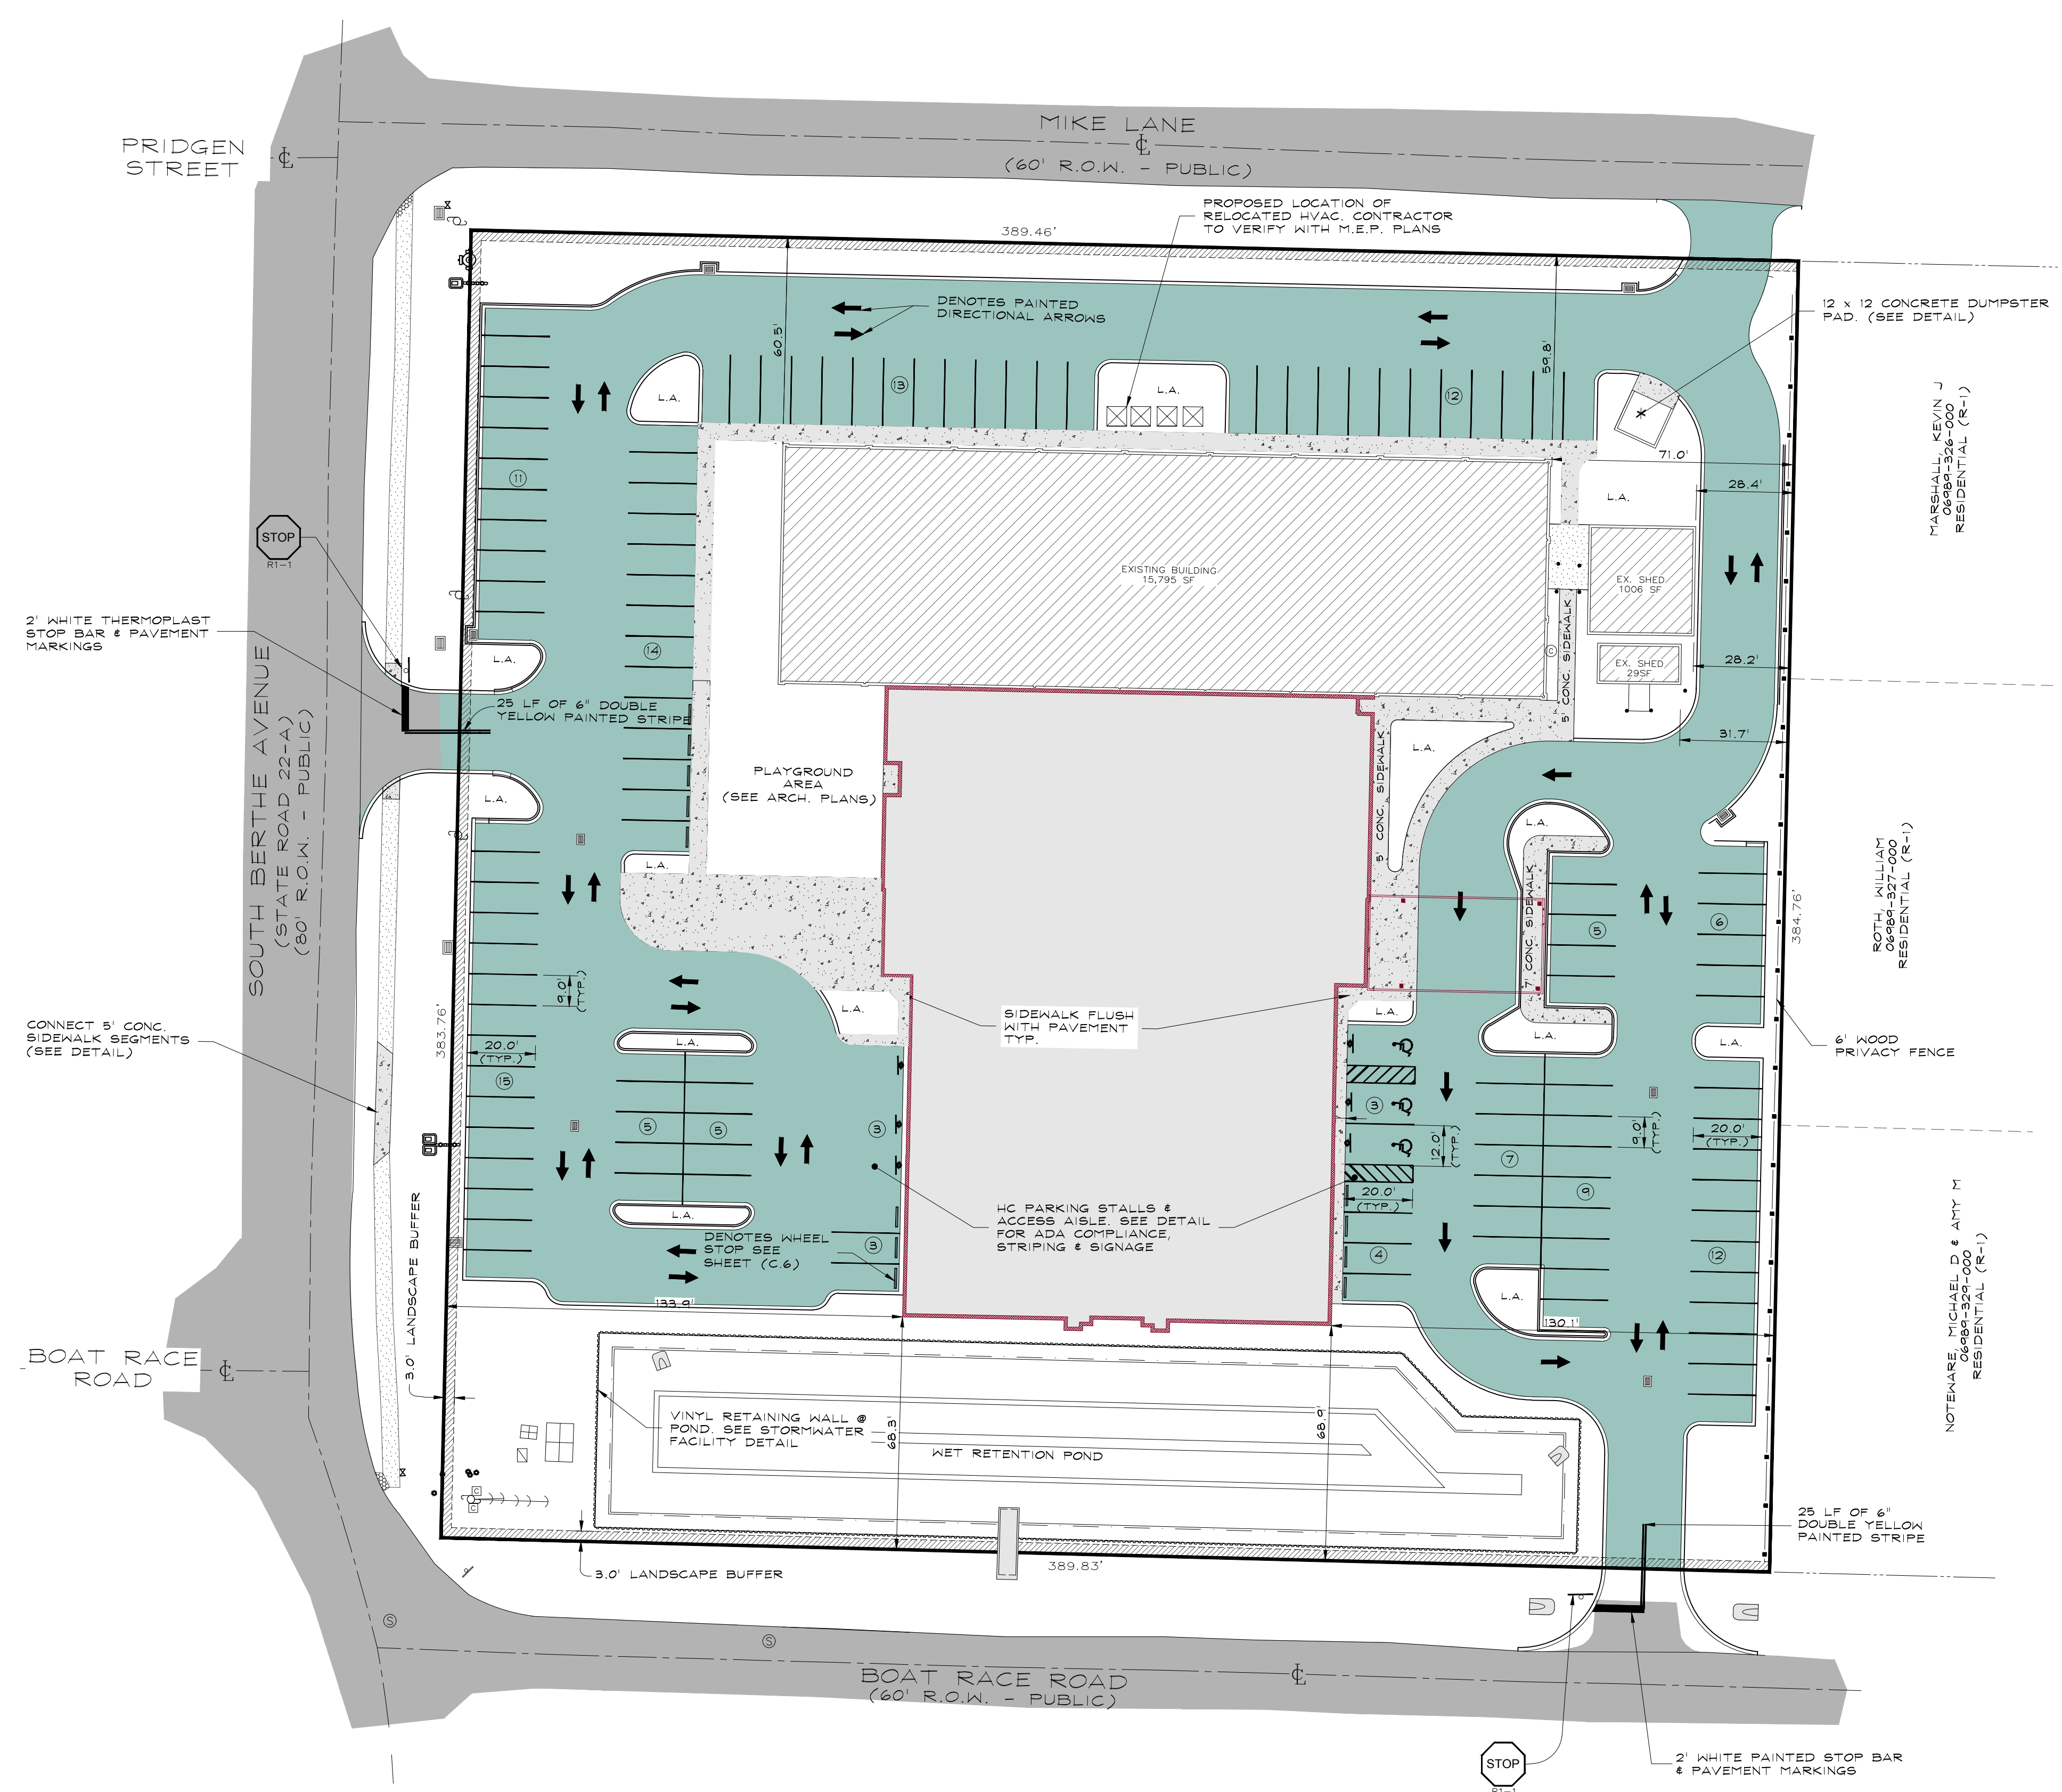 PRIDGEN
STREET
MIKE LANE
(60' R.O.W. - PUBLIC)
PROPOSED LOCATION OF
RELOCATED HVAC. CONTRACTOR
TO VERIFY WITH M.E.P. PLANS
389.46'
DENOTES PAINTED
DIRECTIONAL ARROWS
12 x 12 CONCRETE DUMPSTER
PAD. (SEE DETAIL)
60.5'
59.8'
L.A.
13
L.A.
12
MARSHALL, KEVIN J
06989-326-000
RESIDENTIAL (R-1)
71.0'
11
28.4'
L.A.
STOP
R1-1
EXISTING BUILDING
15,795 SF
EX. SHED
1006 SF
2' WHITE THERMOPLAST
STOP BAR & PAVEMENT
MARKINGS
14
L.A.
C
5' CONC. SIDEWALK
EX. SHED
29SF
28.2'
25 LF OF 6" DOUBLE
YELLOW PAINTED STRIPE
31.7'
SOUTH BERTHE AVENUE
(STATE ROAD 22-A)
(80' R.O.W. - PUBLIC)
PLAYGROUND
AREA
(SEE ARCH. PLANS)
5' CONC. SIDEWALK
L.A.
L.A.
L.A.
L.A.
ROTH, WILLIAM
06989-327-000
RESIDENTIAL (R-1)
384.76'
7' CONC. SIDEWALK
5
6
9.0'
(TYP.)
383.76'
L.A.
L.A.
SIDEWALK FLUSH
WITH PAVEMENT
TYP.
CONNECT 5' CONC.
SIDEWALK SEGMENTS
(SEE DETAIL)
L.A.
L.A.
L.A.
6' WOOD
PRIVACY FENCE
20.0'
(TYP.)
15
5
5
3
3
12.0'
(TYP.)
7
9.0'
(TYP.)
20.0'
(TYP.)
9
20.0'
(TYP.)
HC PARKING STALLS &
ACCESS AISLE. SEE DETAIL
FOR ADA COMPLIANCE,
STRIPING & SIGNAGE
L.A.
DENOTES WHEEL
STOP SEE
SHEET (C.6)
3
4
12
NOTEWARE, MICHAEL D & AMY M
06989-329-000
RESIDENTIAL (R-1)
3.0' LANDSCAPE BUFFER
133.9'
L.A.
130.1'
BOAT RACE
ROAD
VINYL RETAINING WALL @
POND. SEE STORMWATER
FACILITY DETAIL
68.3'
WET RETENTION POND
68.9'
C
C
25 LF OF 6"
DOUBLE YELLOW
PAINTED STRIPE
389.83'
3.0' LANDSCAPE BUFFER
S
S
BOAT RACE ROAD
(60' R.O.W. - PUBLIC)
STOP
R1-1
2' WHITE PAINTED STOP BAR
& PAVEMENT MARKINGS